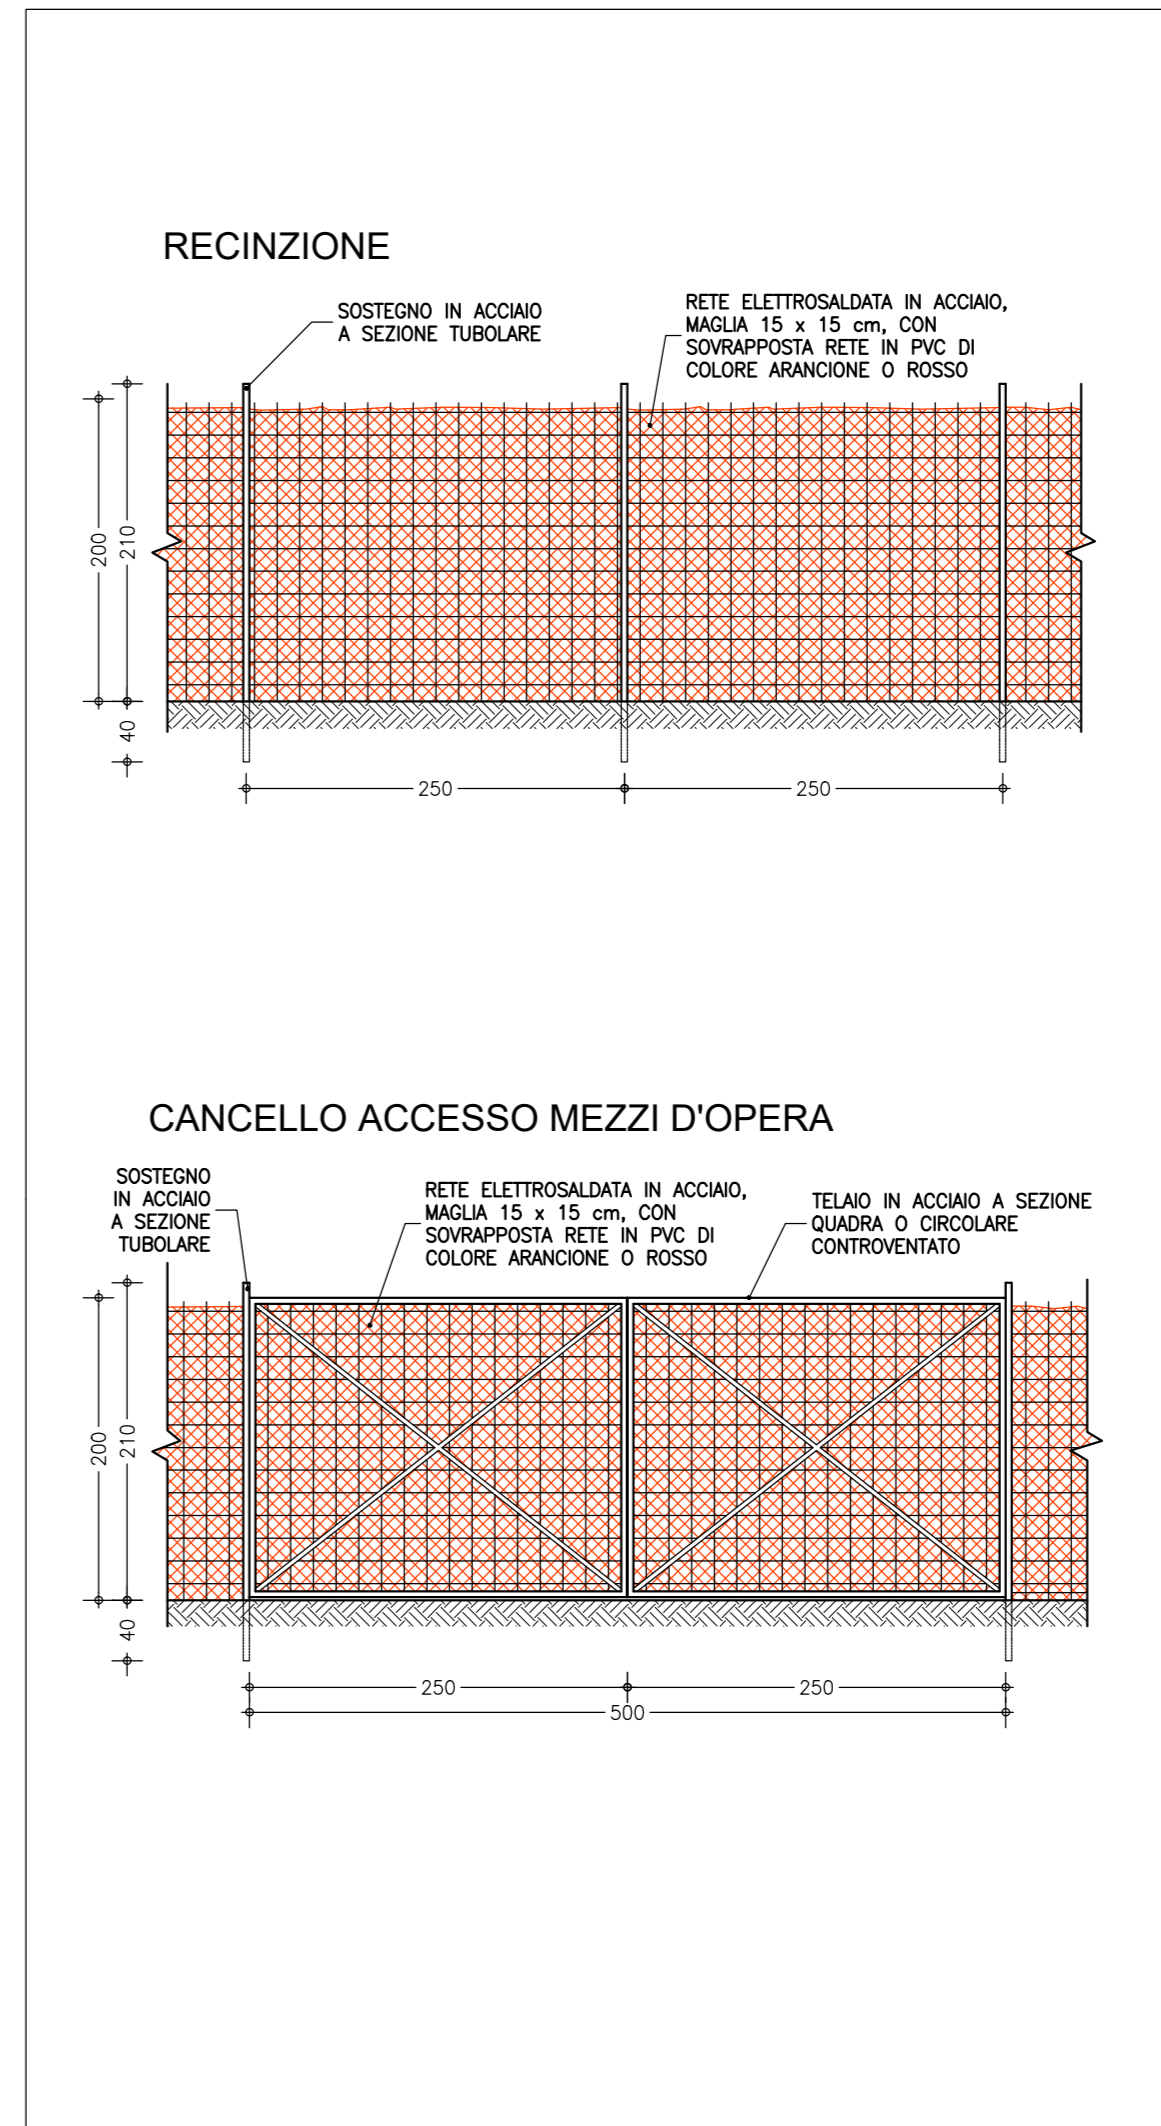 RECINZIONE
SOSTEGNO IN ACCIAIO
A SEZIONE TUBOLARE
RETE ELETTROSALDATA IN ACCIAIO,
MAGLIA 15 x 15 cm, CON
SOVRAPPOSTA RETE IN PVC DI
COLORE ARANCIONE O ROSSO
200
210
40
250
250
CANCELLO ACCESSO MEZZI D'OPERA
SOSTEGNO
IN ACCIAIO
A SEZIONE
TUBOLARE
RETE ELETTROSALDATA IN ACCIAIO,
MAGLIA 15 x 15 cm, CON
SOVRAPPOSTA RETE IN PVC DI
COLORE ARANCIONE O ROSSO
TELAIO IN ACCIAIO A SEZIONE
QUADRA O CIRCOLARE
CONTROVENTATO
200
210
40
250
250
500